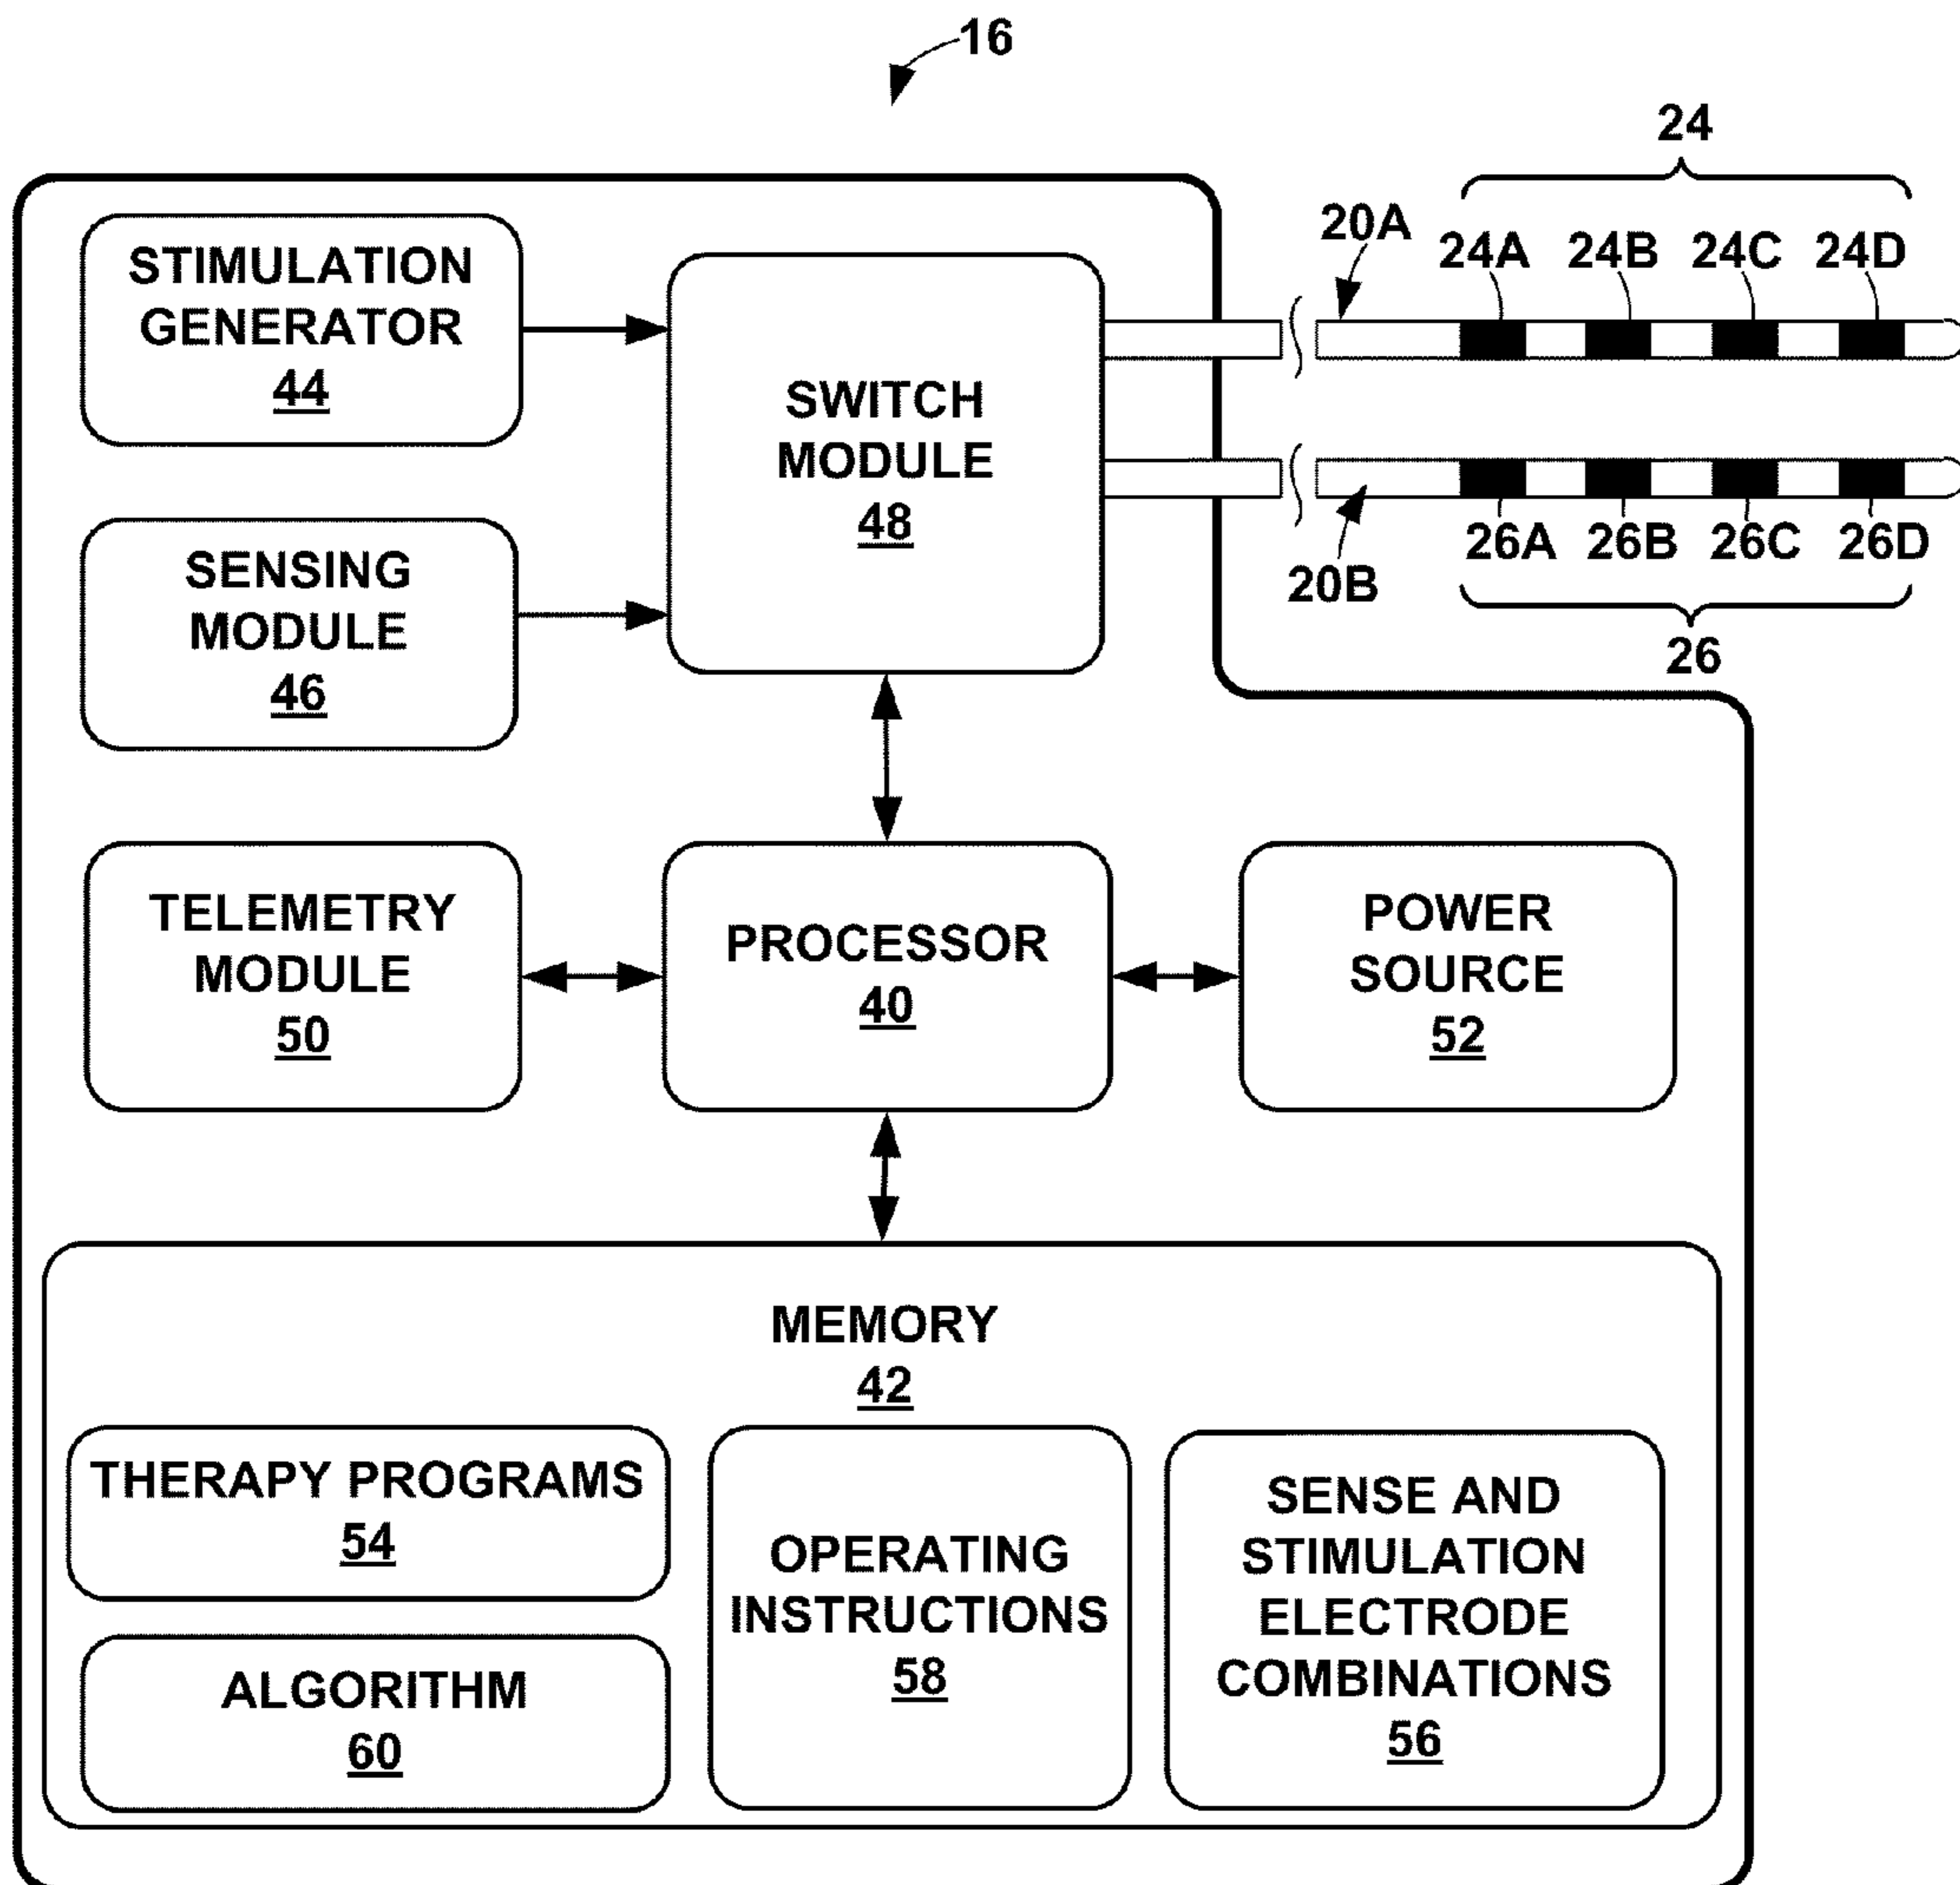 16
24
20A
24A 24B 24C 24D
STIMULATION
GENERATOR
44
SWITCH
MODULE
48
SENSING
MODULE
46
26A 26B 26C 26D
20B
26
TELEMETRY
MODULE
50
PROCESSOR
40
POWER
SOURCE
52
MEMORY
42
THERAPY PROGRAMS
54
ALGORITHM
60
OPERATING
INSTRUCTIONS
58
SENSE AND
STIMULATION
ELECTRODE
COMBINATIONS
56